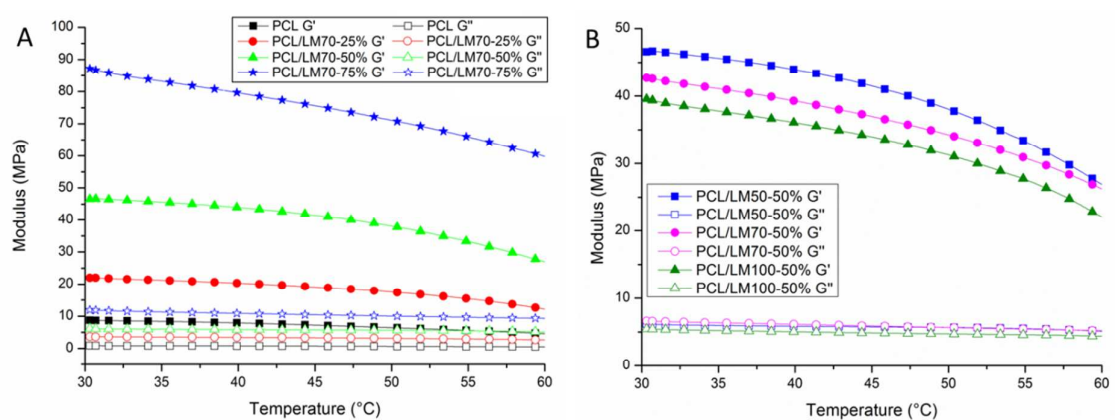 A
PCL G' PCL G"
PCL/LM70-25% G' PCL/LM70-25% G"
PCL/LM70-50% G' PCL/LM70-50% G"
PCL/LM70-75% G' PCL/LM70-75% G"
100
90
80
70
60
50
40
30
20
10
0
Modulus (MPa)
30 35 40 45 50 55 60
Temperature (°C)
B
50
40
30
20
10
0
Modulus (MPa)
PCL/LM50-50% G'
PCL/LM50-50% G"
PCL/LM70-50% G'
PCL/LM70-50% G"
PCL/LM100-50% G'
PCL/LM100-50% G"
30 35 40 45 50 55 60
Temperature (°C)